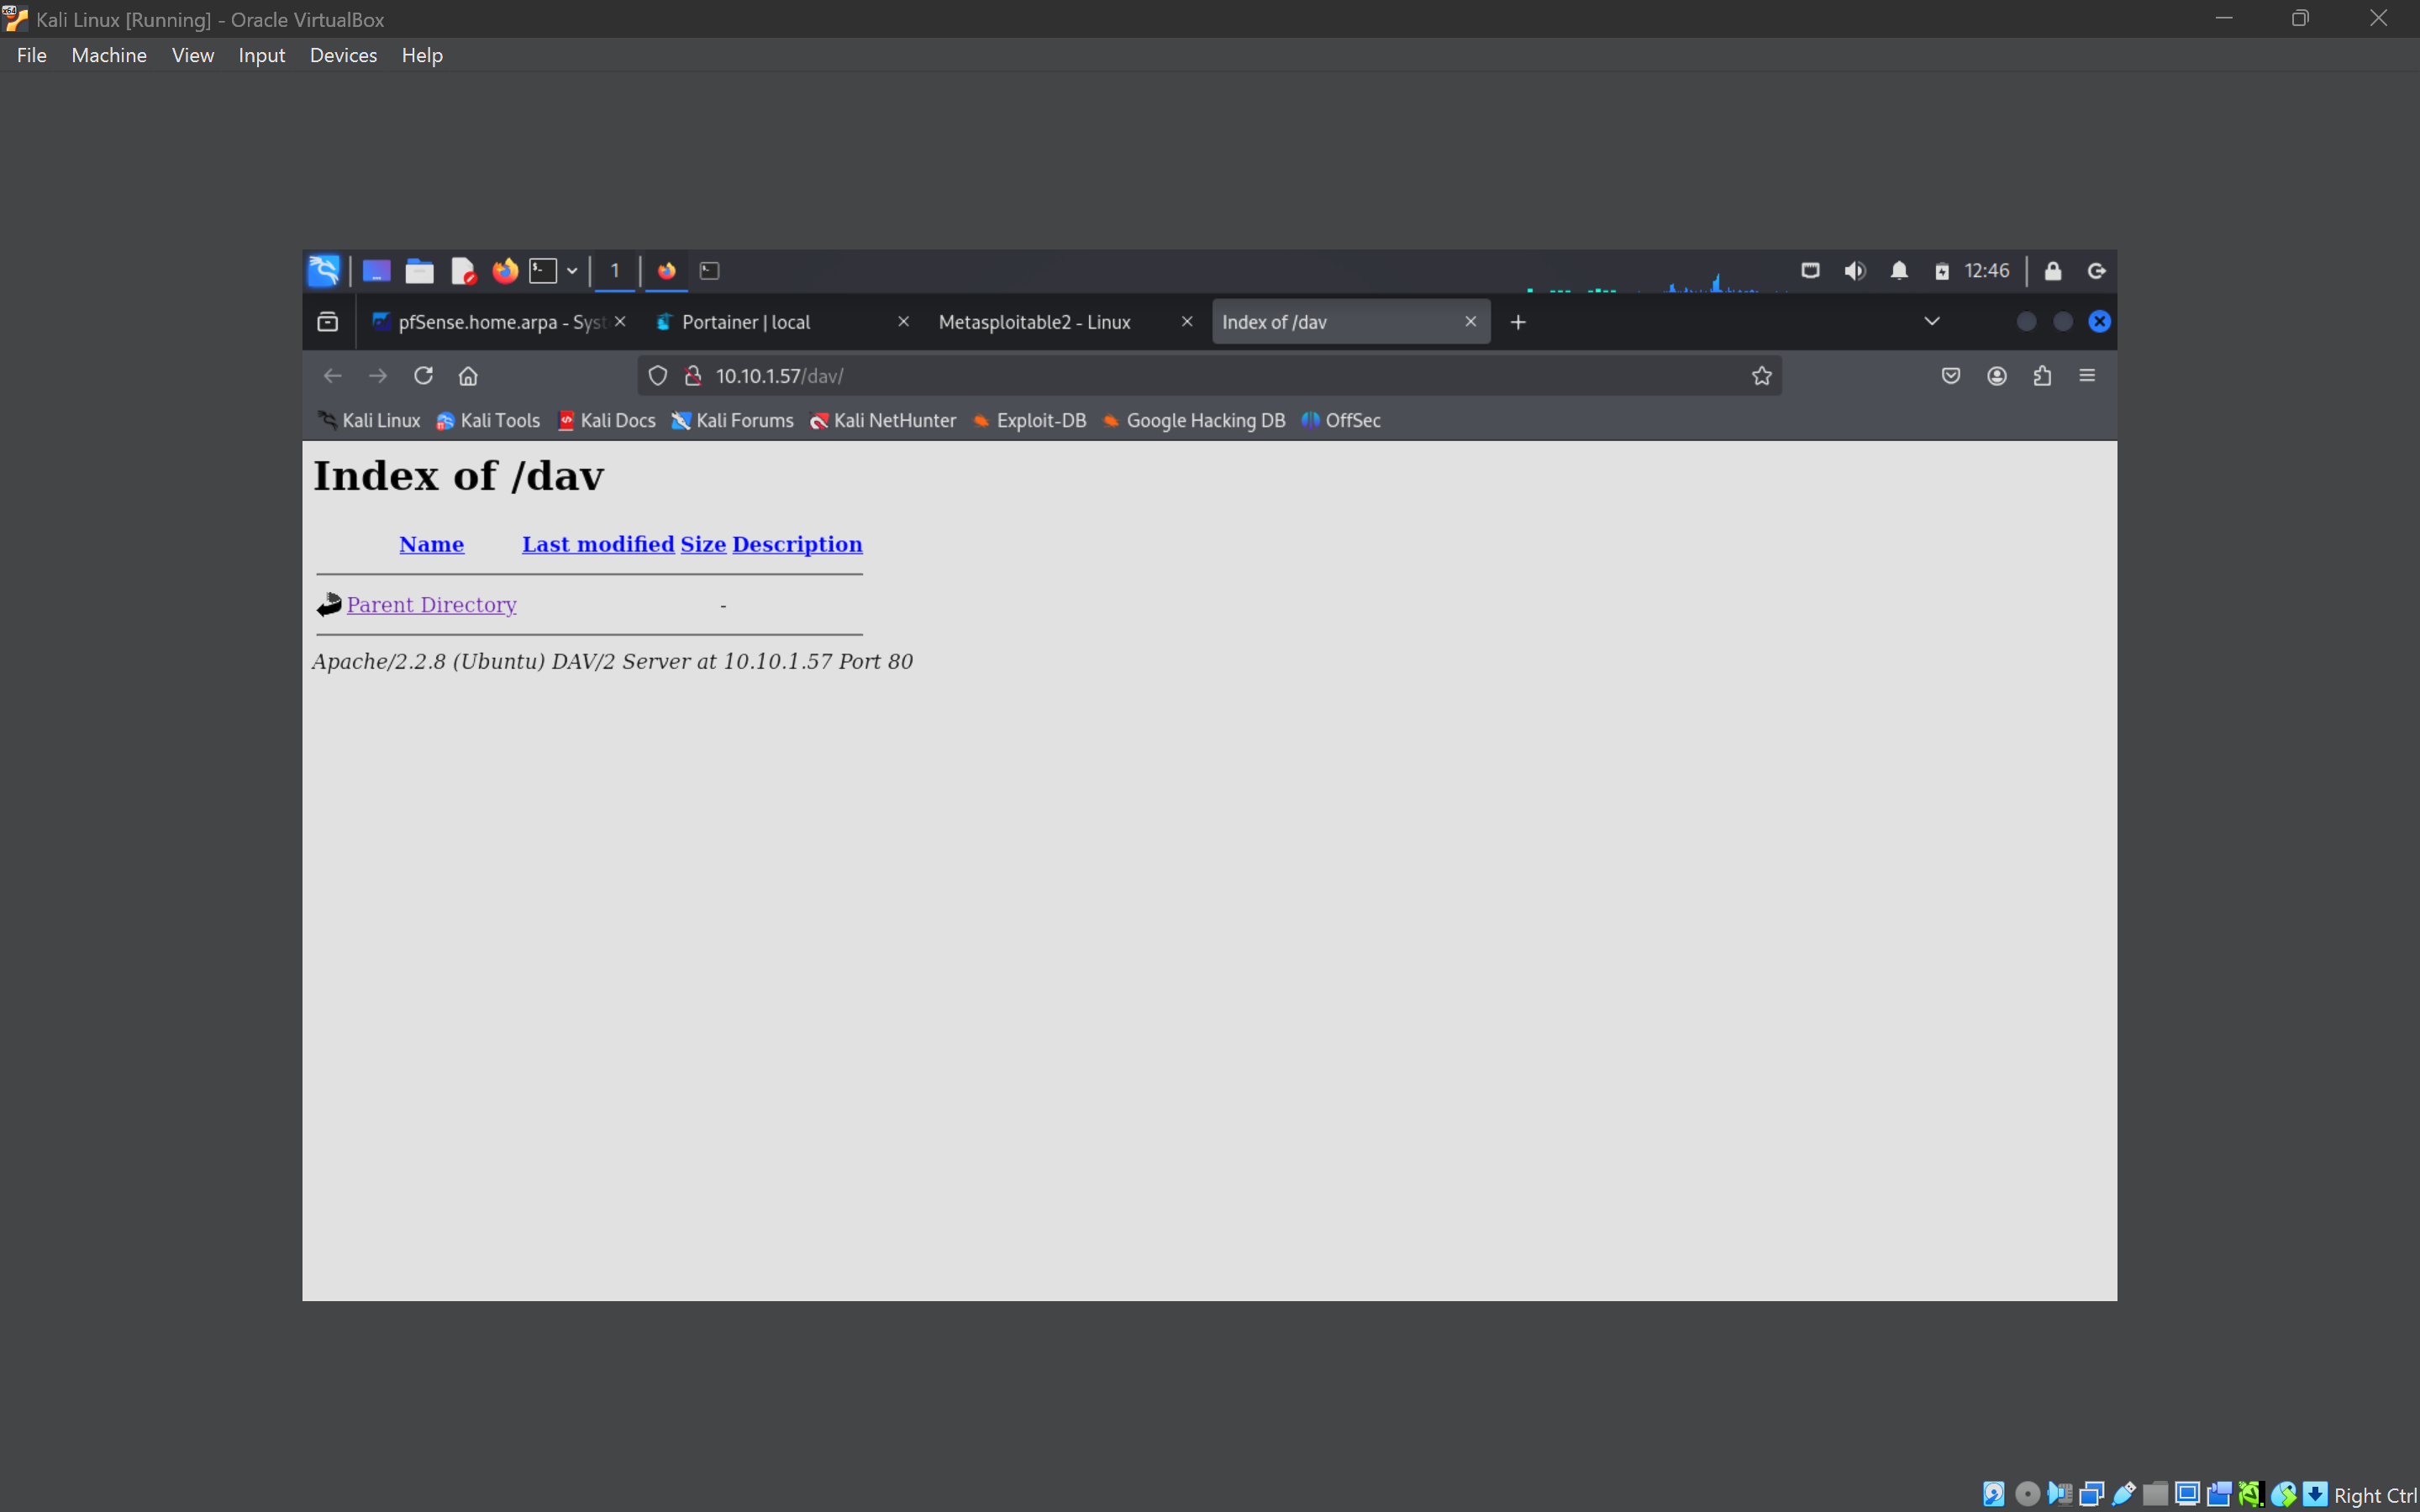 Kali Linux [Running] - Oracle VirtualBox
File Machine View Input Devices Help
1 12:46
pfSense.home.arpa - Syst Portainer | local Metasploitable2 - Linux Index of /dav
10.10.1.57/dav/
Kali Linux Kali Tools Kali Docs Kali Forums Kali NetHunter Exploit-DB Google Hacking DB OffSec
Index of /dav
Name Last modified Size Description
Parent Directory -
Apache/2.2.8 (Ubuntu) DAV/2 Server at 10.10.1.57 Port 80
Right Ctrl